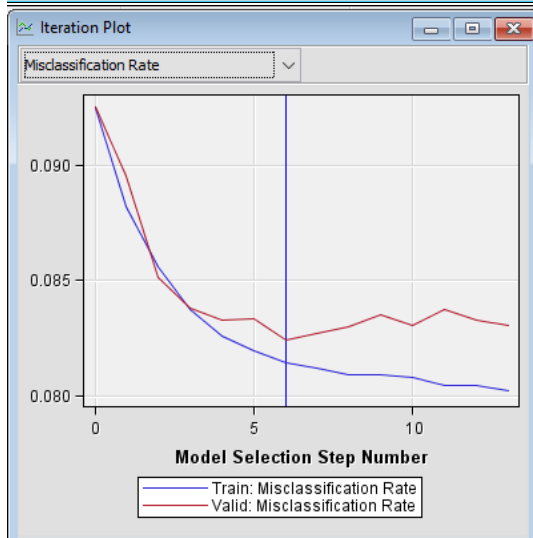 Iteration Plot
Misclassification Rate
0.090
0.085
0.080
0 5 10
Model Selection Step Number
Train: Misclassification Rate
Valid: Misclassification Rate